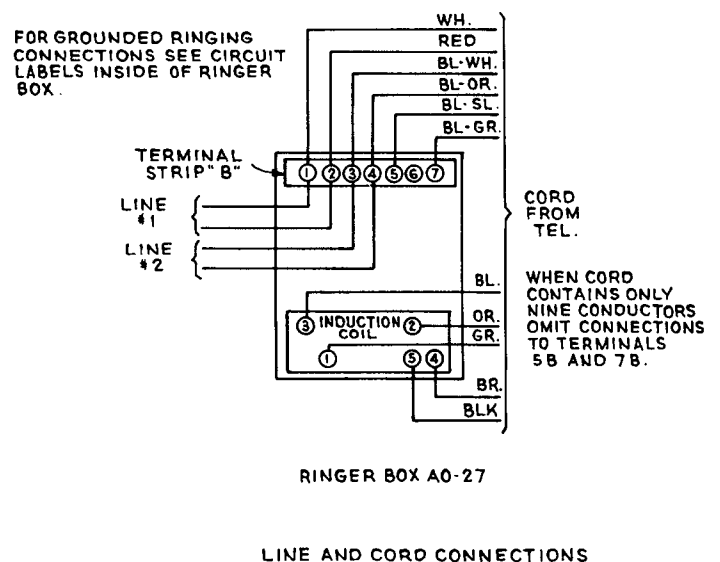 FOR GROUNDED RINGING
CONNECTIONS SEE CIRCUIT
LABELS INSIDE OF RINGER
BOX.
WH.
RED
BL-WH.
BL-OR.
BL-SL.
BL-GR.
TERMINAL
STRIP "B"
1 2 3 4 5 6 7
LINE
#1
LINE
#2
CORD
FROM
TEL.
BL.
OR.
GR.
3 INDUCTION 2
COIL
1 5 4
BR.
BLK
WHEN CORD
CONTAINS ONLY
NINE CONDUCTORS
OMIT CONNECTIONS
TO TERMINALS
5B AND 7B.
RINGER BOX AO-27
LINE AND CORD CONNECTIONS